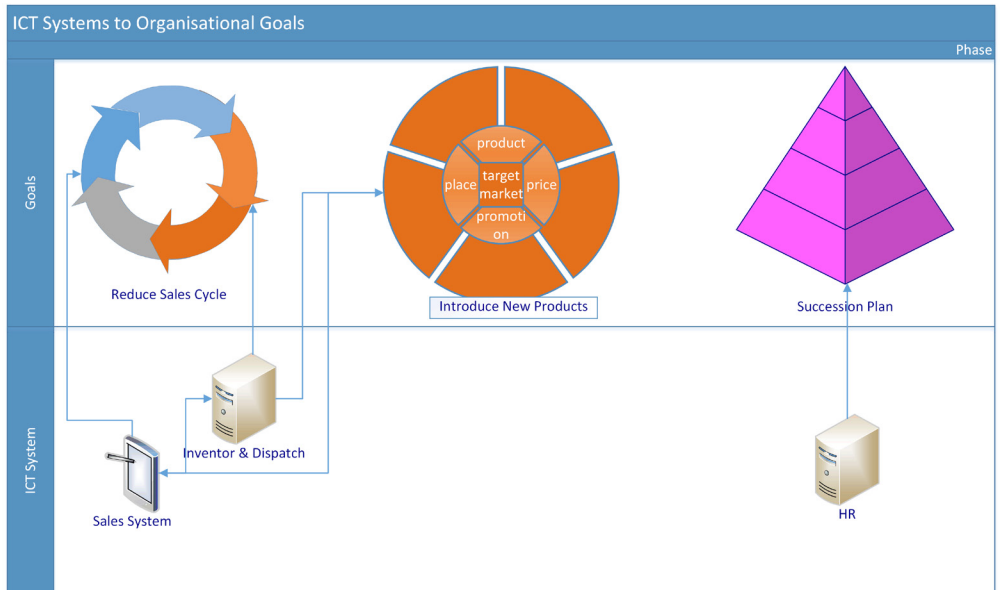 ICT Systems to Organisational Goals
Phase
Goals
product
place
target
market
price
promoti
on
Reduce Sales Cycle
Introduce New Products
Succession Plan
ICT System
Inventor & Dispatch
Sales System
HR